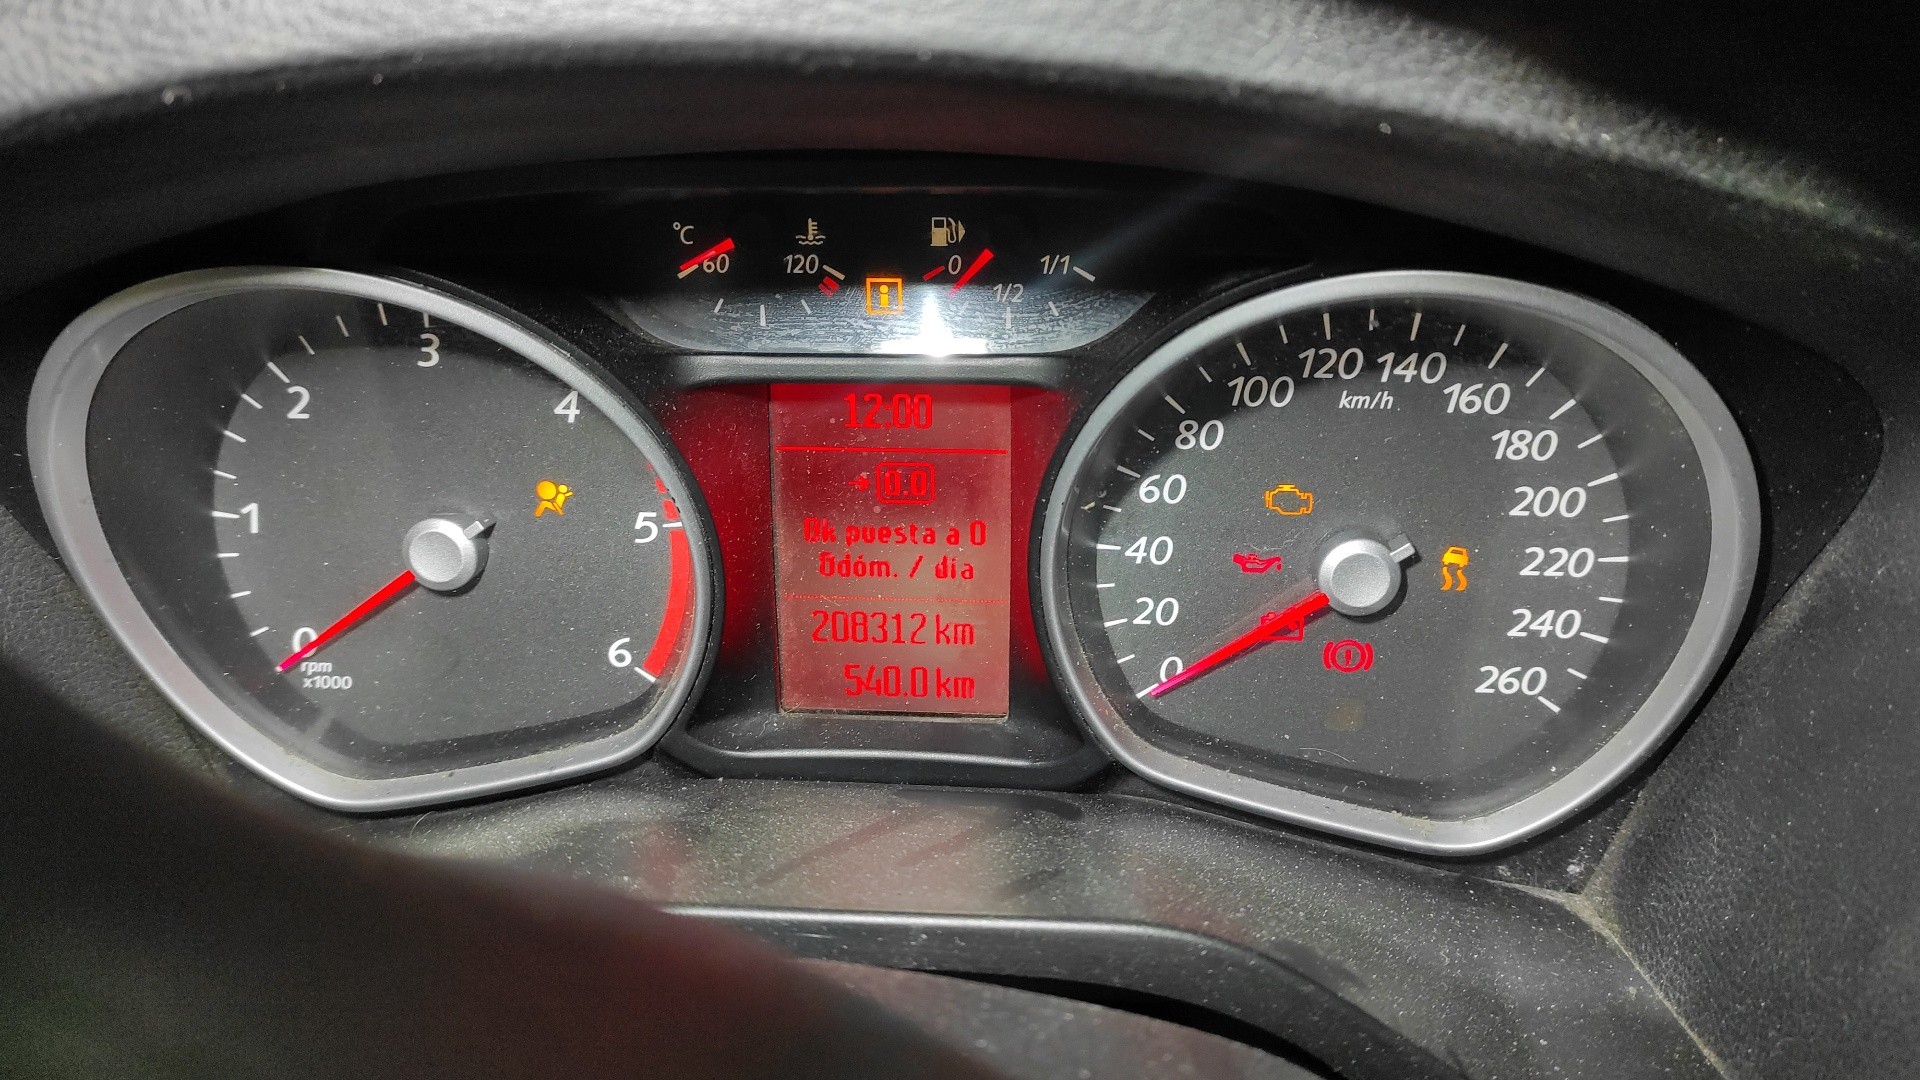 °C
60 120 0 1/2 1/1
0 1 2 3 4 5 6
rpm
x1000
12:00
0.0
Ok puesta a 0
Odóm. / dia
208312 km
540.0 km
0 20 40 60 80 100 120 140 160 180 200 220 240 260
km/h